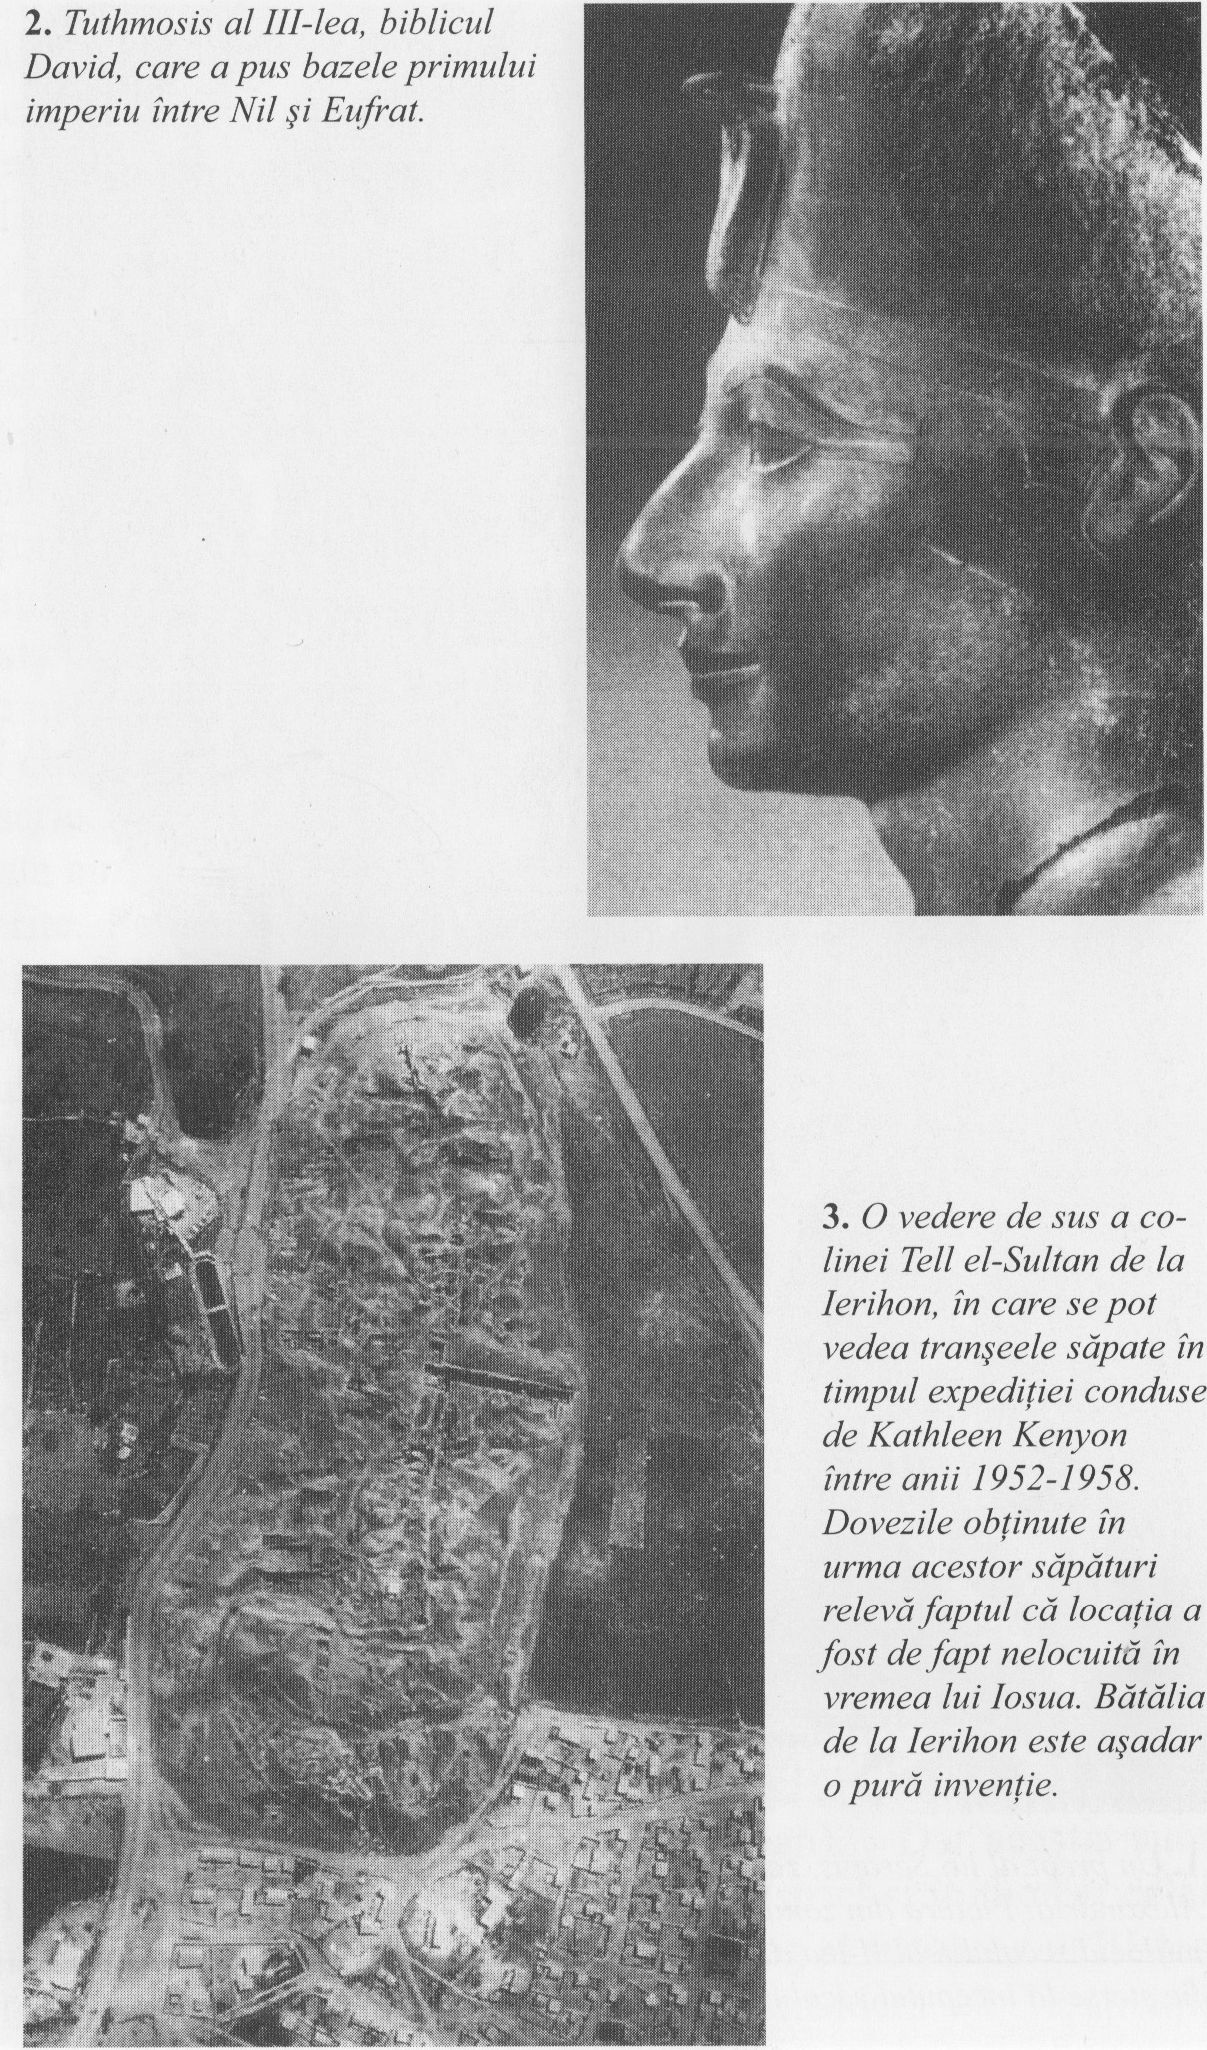 2. Tuthmosis al III-lea, biblicul
David, care a pus bazele primului
imperiu între Nil şi Eufrat.
3. O vedere de sus a co-
linei Tell el-Sultan de la
Ierihon, în care se pot
vedea tranşeele săpate în
timpul expediţiei conduse
de Kathleen Kenyon
între anii 1952-1958.
Dovezile obţinute în
urma acestor săpături
relevă faptul că locaţia a
fost de fapt nelocuită în
vremea lui Iosua. Bătălia
de la Ierihon este aşadar
o pură invenţie.